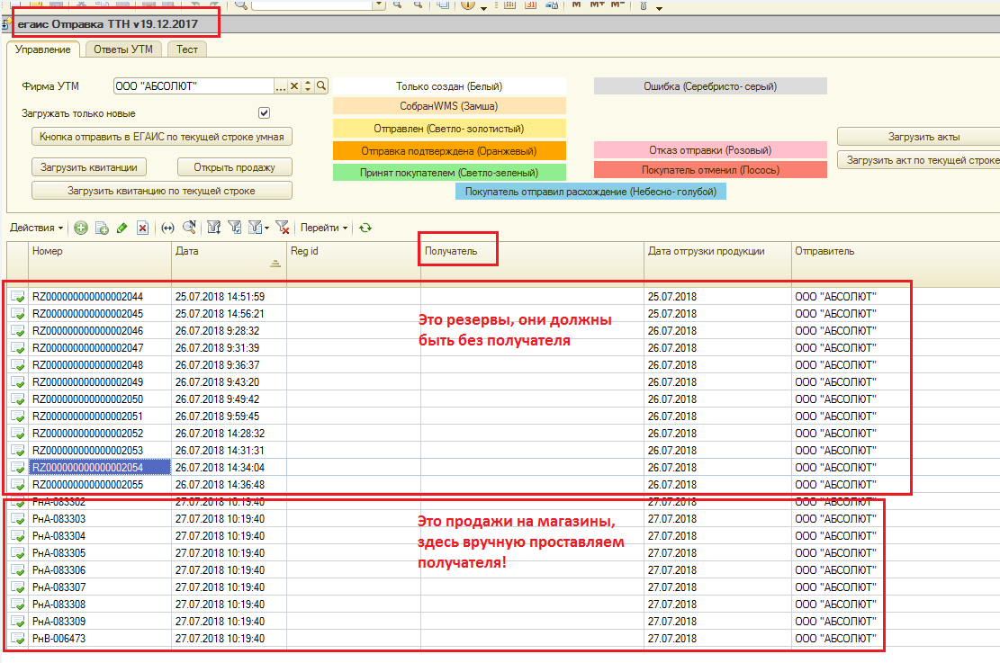 M M+ M-
егаис Отправка ТТН v19.12.2017
Управление Ответы УТМ Тест
Фирма УТМ ООО "АБСОЛЮТ" ... Только создан (Белый) Ошибка (Серебристо- серый)
Загружать только новые СобранWMS (Замша)
Кнопка отправить в ЕГАИС по текущей строке умная Отправлен (Светло- золотистый) Загрузить акты
Отправка подтверждена (Оранжевый) Отказ отправки (Розовый)
Загрузить квитанции Открыть продажу Принят покупателем (Светло-зеленый) Покупатель отменил (Лосось) Загрузить акт по текущей строке
Загрузить квитанцию по текущей строке Покупатель отправил расхождение (Небесно- голубой)
Действия Перейти
Номер Дата Reg id Получатель Дата отгрузки продукции Отправитель
RZ000000000000002044 25.07.2018 14:51:59 25.07.2018 ООО "АБСОЛЮТ"
RZ000000000000002045 25.07.2018 14:56:21 25.07.2018 ООО "АБСОЛЮТ"
Это резервы, они должны
RZ000000000000002046 26.07.2018 9:28:32 26.07.2018 ООО "АБСОЛЮТ"
быть без получателя
RZ000000000000002047 26.07.2018 9:31:39 26.07.2018 ООО "АБСОЛЮТ"
RZ000000000000002048 26.07.2018 9:36:37 26.07.2018 ООО "АБСОЛЮТ"
RZ000000000000002049 26.07.2018 9:43:20 26.07.2018 ООО "АБСОЛЮТ"
RZ000000000000002050 26.07.2018 9:49:42 26.07.2018 ООО "АБСОЛЮТ"
RZ000000000000002051 26.07.2018 9:59:45 26.07.2018 ООО "АБСОЛЮТ"
RZ000000000000002052 26.07.2018 14:28:32 26.07.2018 ООО "АБСОЛЮТ"
RZ000000000000002053 26.07.2018 14:31:31 26.07.2018 ООО "АБСОЛЮТ"
RZ000000000000002054 26.07.2018 14:34:04 26.07.2018 ООО "АБСОЛЮТ"
RZ000000000000002055 26.07.2018 14:36:48 26.07.2018 ООО "АБСОЛЮТ"
РнА-083302 27.07.2018 10:19:40 27.07.2018 ООО "АБСОЛЮТ"
РнА-083303 27.07.2018 10:19:40 27.07.2018 ООО "АБСОЛЮТ"
Это продажи на магазины,
РнА-083304 27.07.2018 10:19:40 27.07.2018 ООО "АБСОЛЮТ"
здесь вручную проставляем
РнА-083305 27.07.2018 10:19:40 27.07.2018 ООО "АБСОЛЮТ"
получателя!
РнА-083306 27.07.2018 10:19:40 27.07.2018 ООО "АБСОЛЮТ"
РнА-083307 27.07.2018 10:19:40 27.07.2018 ООО "АБСОЛЮТ"
РнА-083308 27.07.2018 10:19:40 27.07.2018 ООО "АБСОЛЮТ"
РнА-083309 27.07.2018 10:19:40 27.07.2018 ООО "АБСОЛЮТ"
РнВ-006473 27.07.2018 10:19:40 27.07.2018 ООО "АБСОЛЮТ"